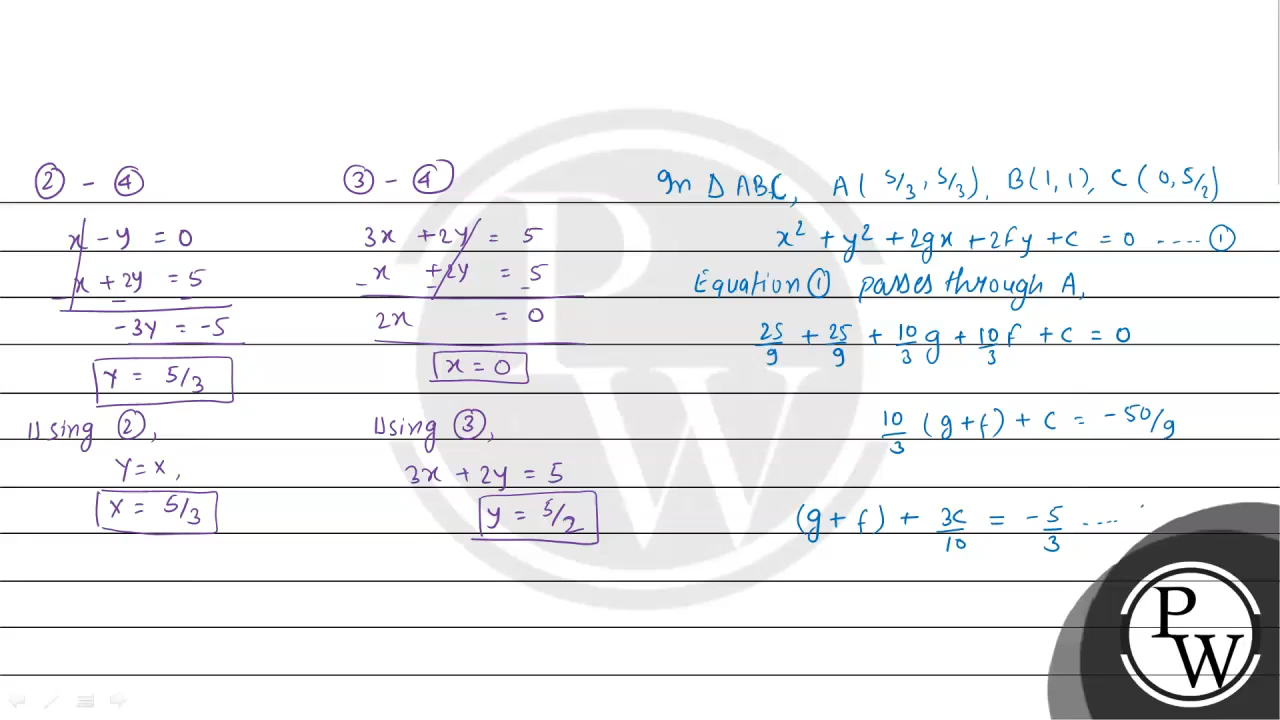 ② - ④
x - y = 0
x + 2y = 5
- -
-3y = -5
y = 5/3
Using ②,
y = x,
x = 5/3
③ - ④
3x + 2y = 5
x + 2y = 5
- - -
2x = 0
x = 0
Using ③,
3x + 2y = 5
y = 5/2
In Δ ABC, A ( 5/3, 5/3), B(1, 1), C (0, 5/2)
x² + y² + 2gx + 2fy + c = 0 ..... ①
Equation ① passes through A,
25/9 + 25/9 + 10/3 g + 10/3 f + c = 0
10/3 (g+f) + c = -50/9
(g+f) + 3c/10 = -5/3 ....
PW
PW